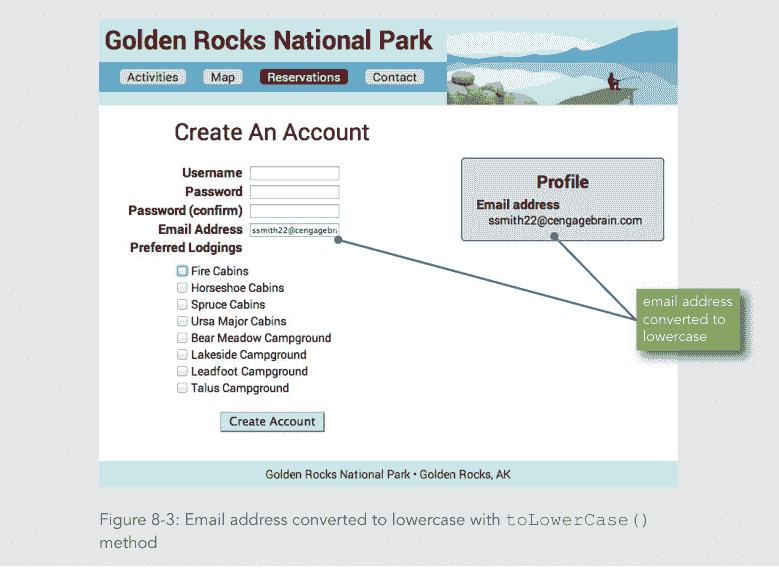 Golden Rocks National Park
Activities Map Reservations Contact
Create An Account
Username
Password
Password (confirm)
Email Address ssmith22@cengagebra
Preferred Lodgings
Fire Cabins
Horseshoe Cabins
Spruce Cabins
Ursa Major Cabins
Bear Meadow Campground
Lakeside Campground
Leadfoot Campground
Talus Campground
Create Account
Profile
Email address
ssmith22@cengagebrain.com
email address
converted to
lowercase
Golden Rocks National Park • Golden Rocks, AK
Figure 8-3: Email address converted to lowercase with toLowerCase()
method